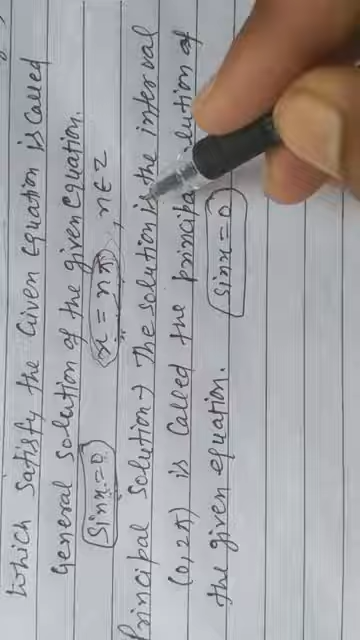 which satisfy the Given Equation is called
General Solution of the given Equation.
Sinx=0 x = nπ, n∈Z
Principal Solution → The solution is the interval
(0,2π) is called the principal solution of
the given equation. Sinx=0